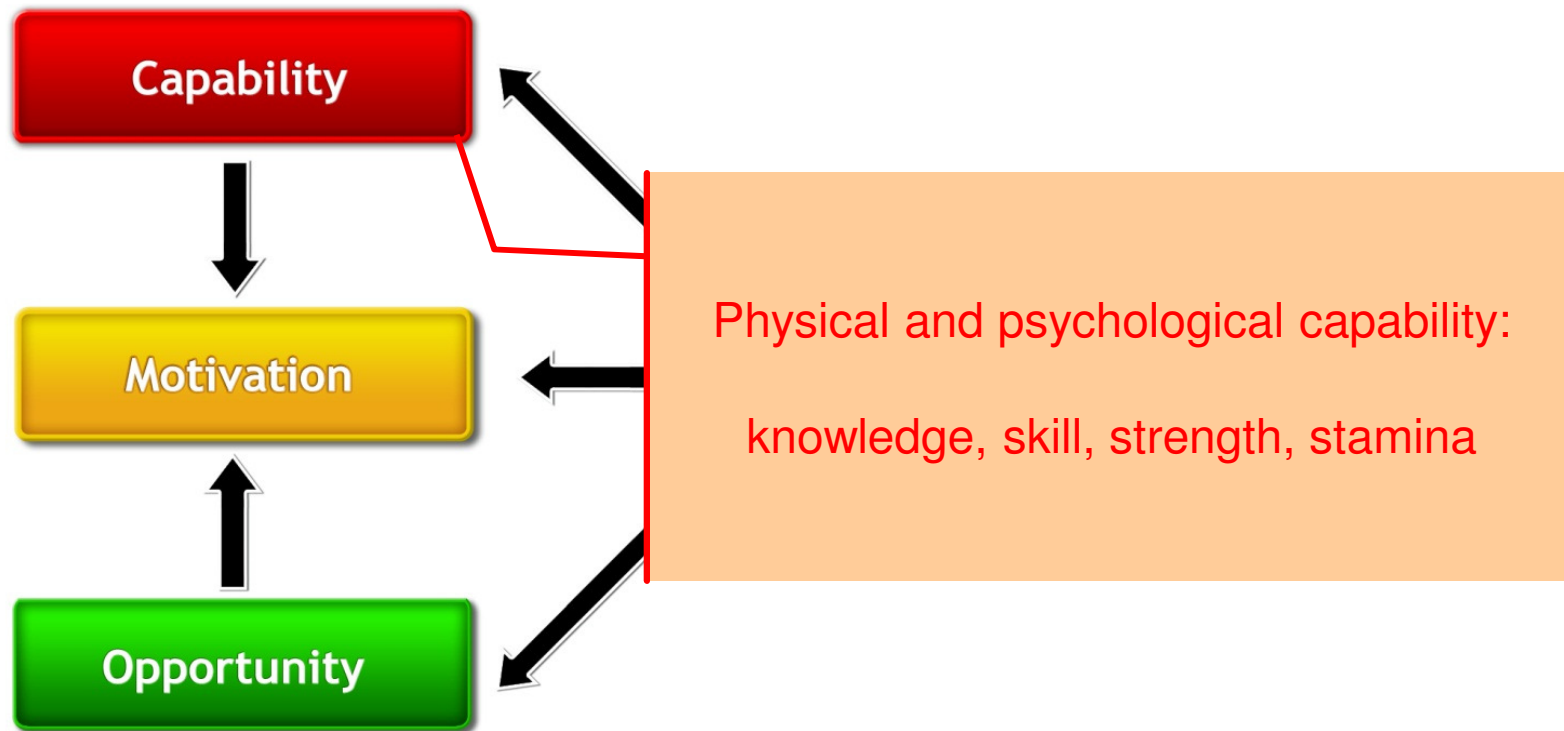 Capability
Motivation
Opportunity
Physical and psychological capability:
knowledge, skill, strength, stamina